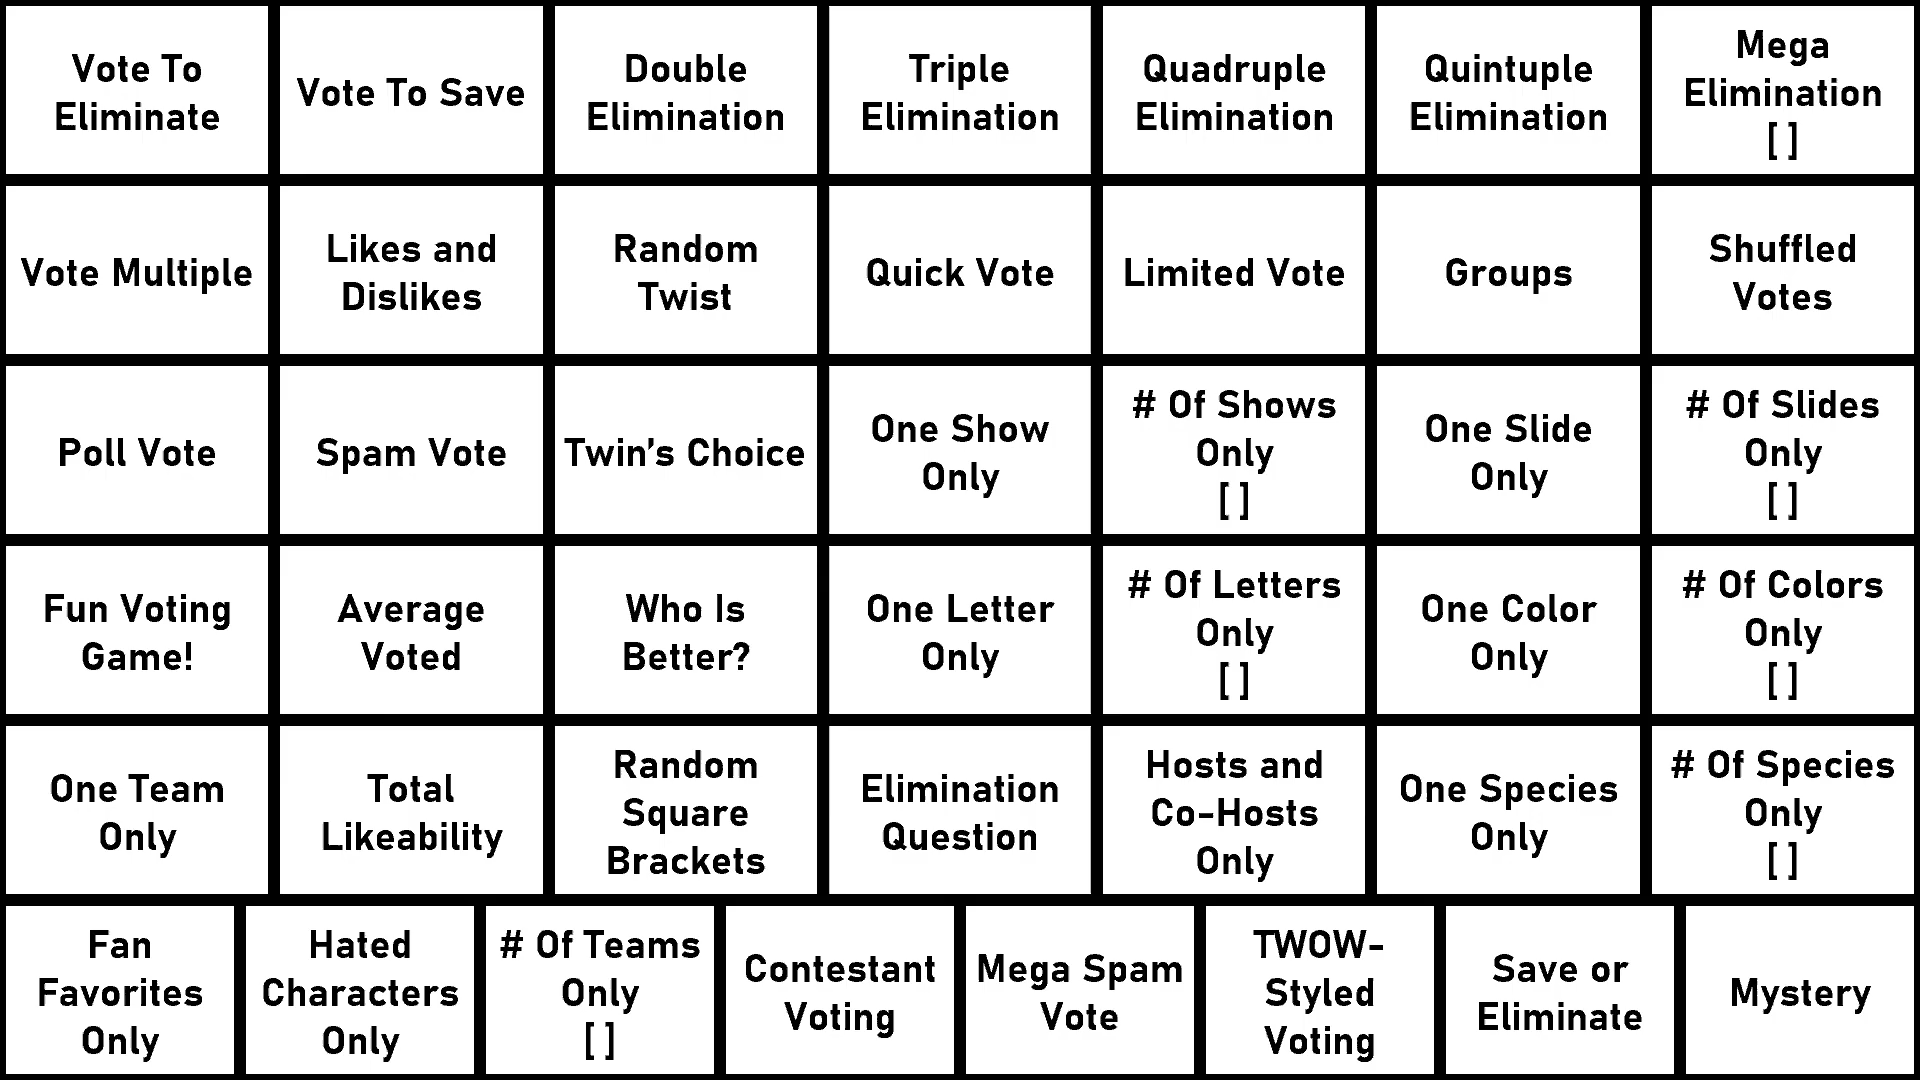 Vote To
Eliminate
Vote To Save
Double
Elimination
Triple
Elimination
Quadruple
Elimination
Quintuple
Elimination
Mega
Elimination
[ ]
Vote Multiple
Likes and
Dislikes
Random
Twist
Quick Vote
Limited Vote
Groups
Shuffled
Votes
Poll Vote
Spam Vote
Twin's Choice
One Show
Only
# Of Shows
Only
[ ]
One Slide
Only
# Of Slides
Only
[ ]
Fun Voting
Game!
Average
Voted
Who Is
Better?
One Letter
Only
# Of Letters
Only
[ ]
One Color
Only
# Of Colors
Only
[ ]
One Team
Only
Total
Likeability
Random
Square
Brackets
Elimination
Question
Hosts and
Co-Hosts
Only
One Species
Only
# Of Species
Only
[ ]
Fan
Favorites
Only
Hated
Characters
Only
# Of Teams
Only
[ ]
Contestant
Voting
Mega Spam
Vote
TWOW-
Styled
Voting
Save or
Eliminate
Mystery